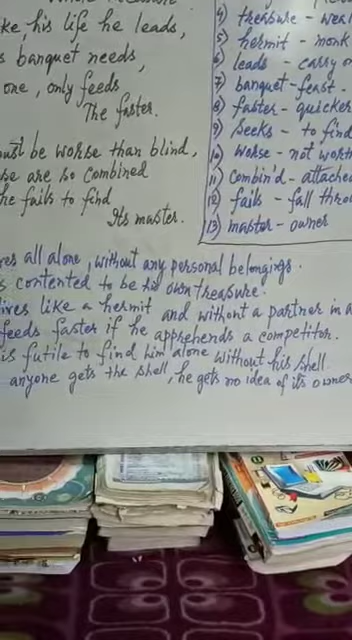 ke, his life he leads,
s banquet needs,
one, only feeds
The faster.
must be worse than blind,
se are so combined
he fails to find
Its master.
4) treasure - wea
5) hermit - monk
6) leads - carry o
7) banquet - feast.
8) faster - quicker
9) Seeks - to find
10) worse - not worth
11) combin'd - attached
12) fails - fall thro
13) master - owner
ves all alone, without any personal belongings.
s contented to be his own treasure.
lives like a hermit and without a partner in a
feeds faster if he apprehends a competitor.
is futile to find him alone without his shell
anyone gets the shell, he gets no idea of its owner